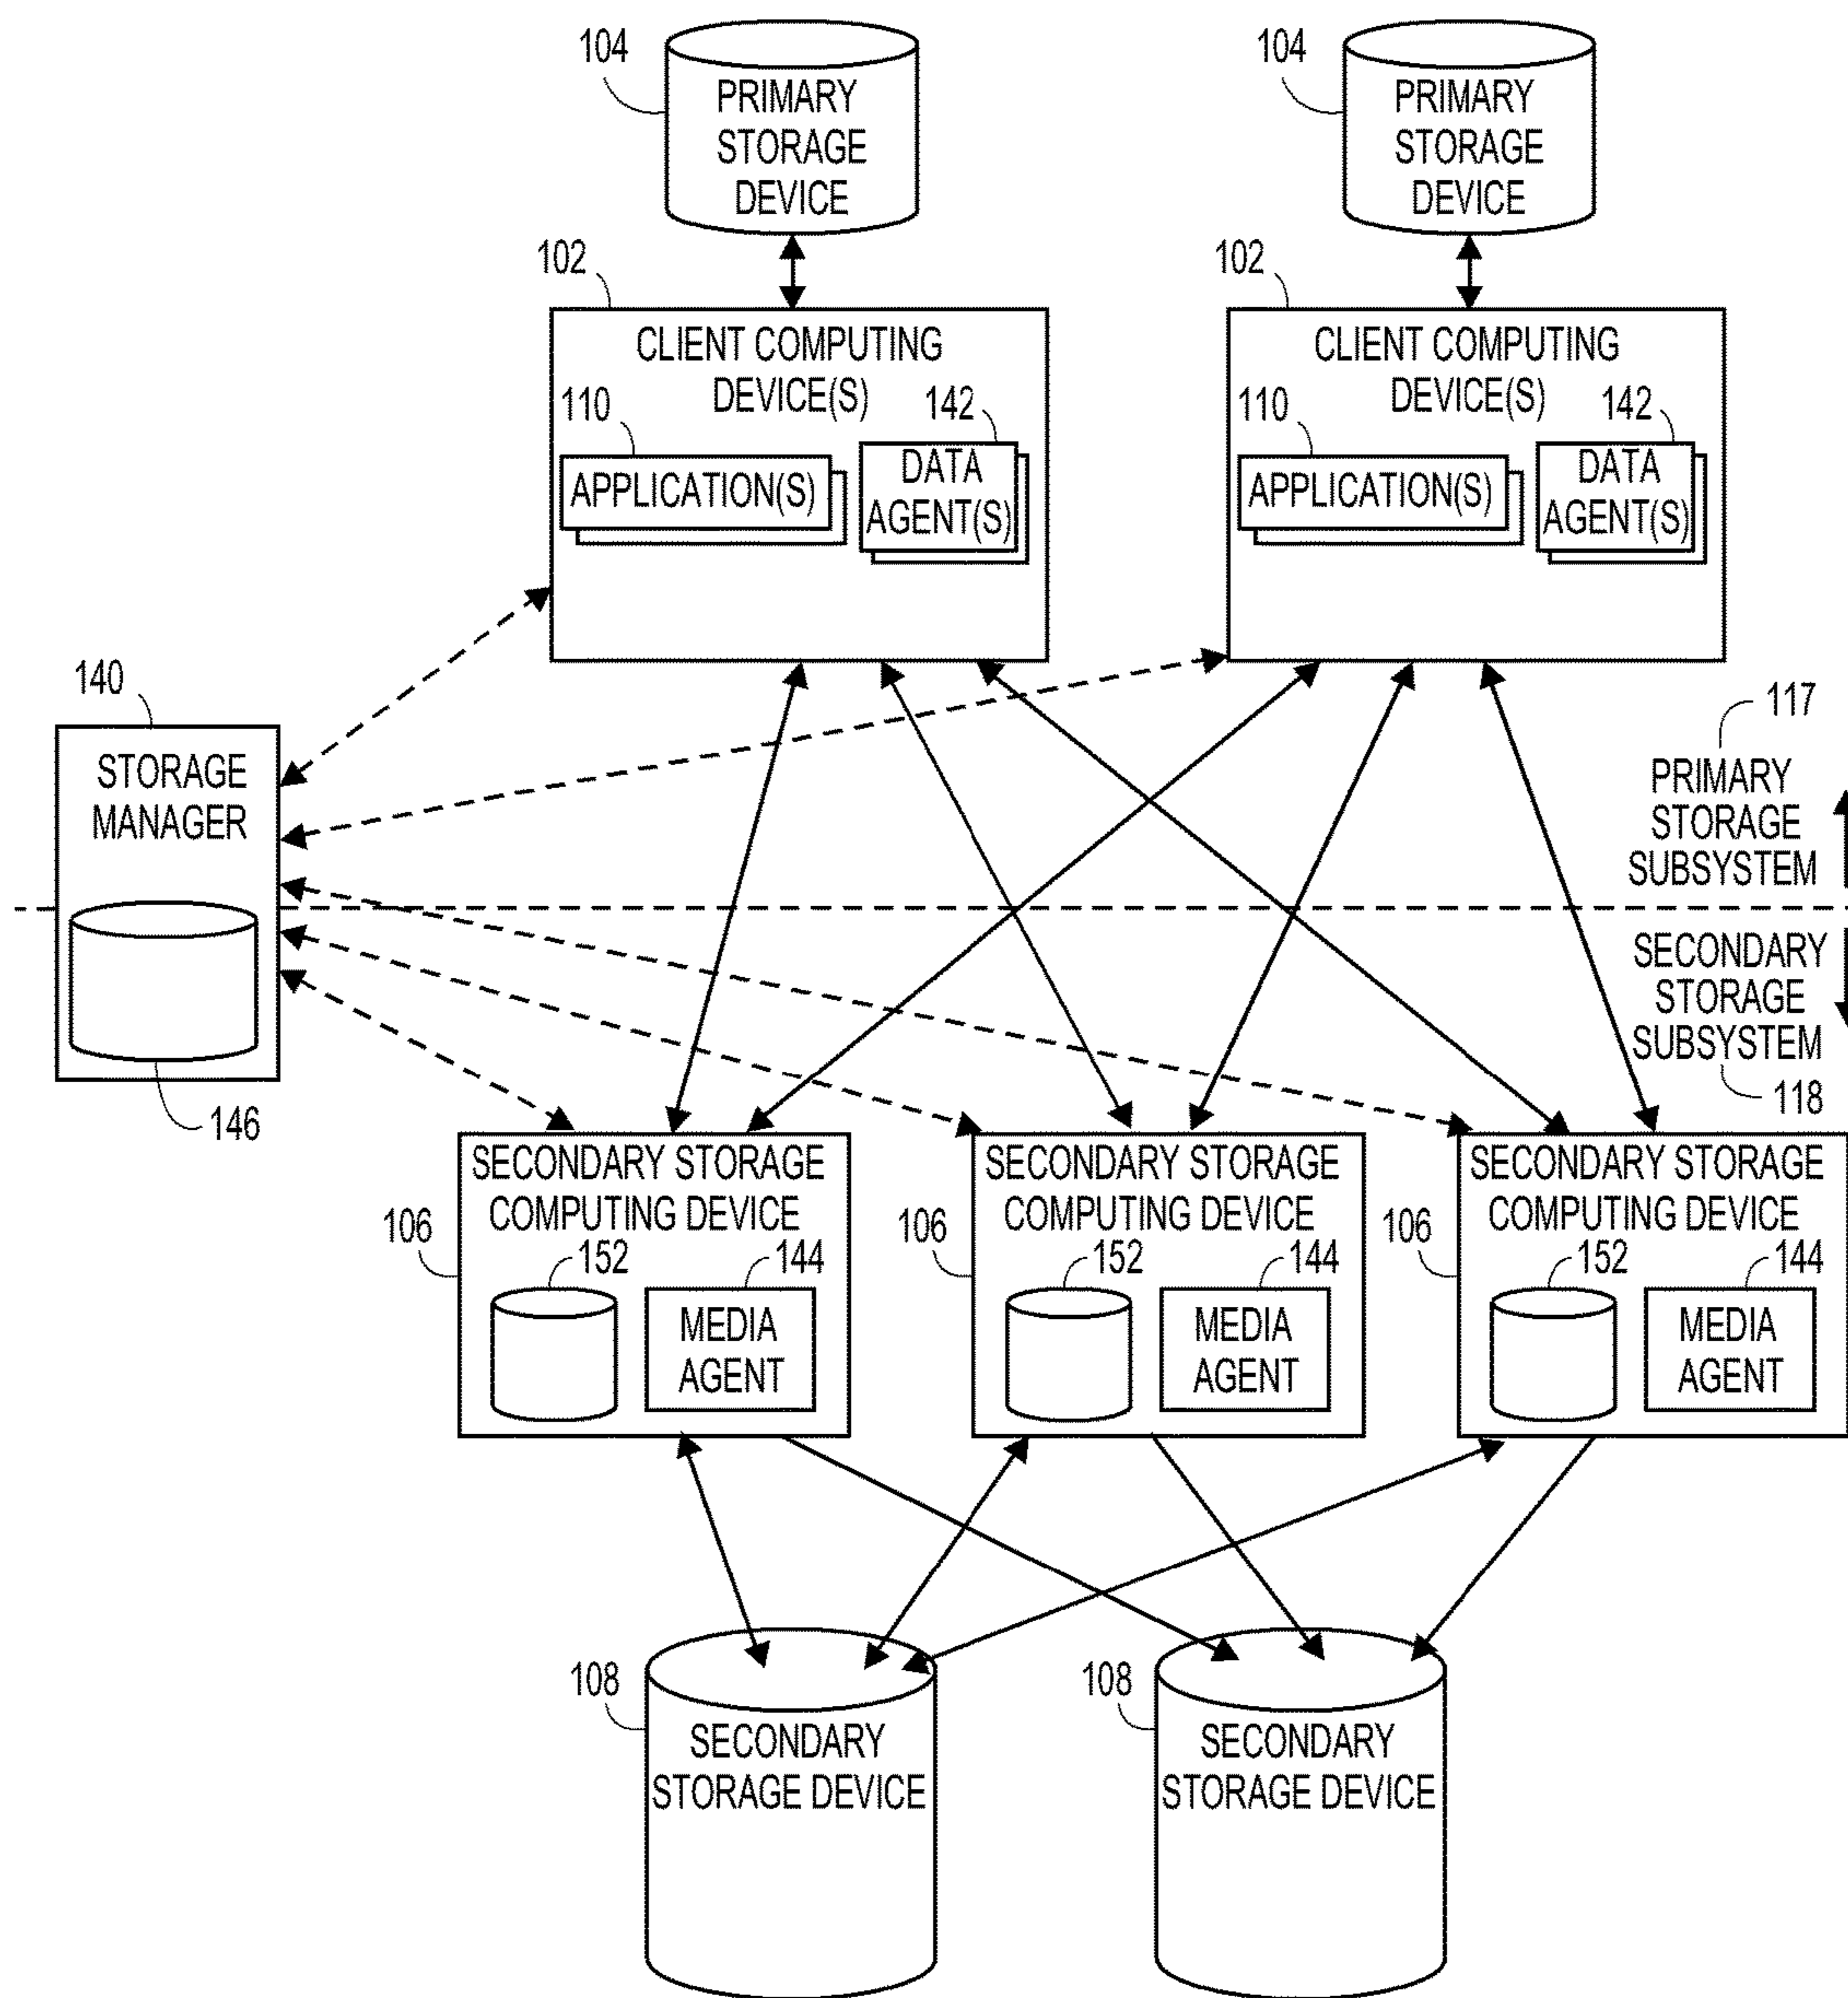 104
PRIMARY
STORAGE
DEVICE
104
PRIMARY
STORAGE
DEVICE
102
CLIENT COMPUTING
DEVICE(S)
110
APPLICATION(S)
142
DATA
AGENT(S)
102
CLIENT COMPUTING
DEVICE(S)
110
APPLICATION(S)
142
DATA
AGENT(S)
140
STORAGE
MANAGER
146
117
PRIMARY
STORAGE
SUBSYSTEM
SECONDARY
STORAGE
SUBSYSTEM
118
106
SECONDARY STORAGE
COMPUTING DEVICE
152
144
MEDIA
AGENT
106
SECONDARY STORAGE
COMPUTING DEVICE
152
144
MEDIA
AGENT
106
SECONDARY STORAGE
COMPUTING DEVICE
152
144
MEDIA
AGENT
108
SECONDARY
STORAGE DEVICE
108
SECONDARY
STORAGE DEVICE